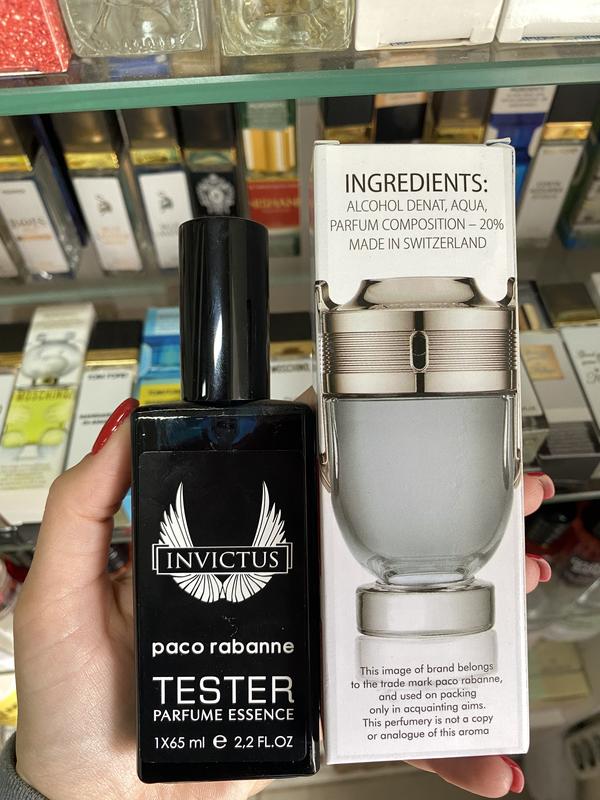 INGREDIENTS:
ALCOHOL DENAT, AQUA,
PARFUM COMPOSITION – 20%
MADE IN SWITZERLAND
INVICTUS
paco rabanne
TESTER
PARFUME ESSENCE
1X65 ml e 2,2 FL.OZ
This image of brand belongs
to the trade mark paco rabanne,
and used on packing
only in acquainting aims.
This perfumery is not a copy
or analogue of this aroma
MOSCHINO
TOM FORD
MOSCHINO